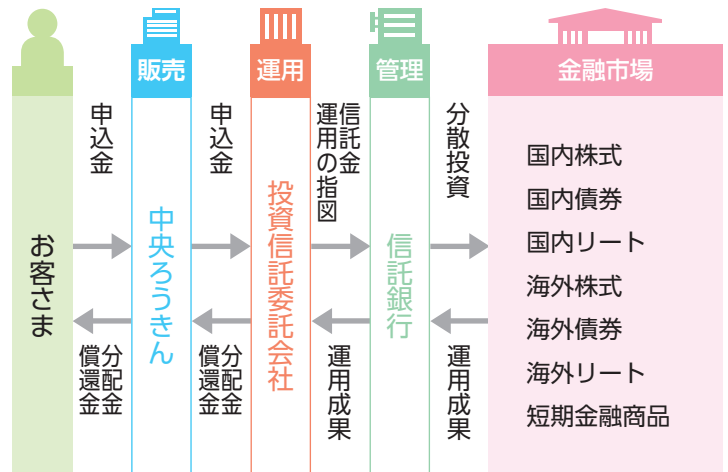 販売
運用
管理
金融市場
お客さま
申込金
分配金
償還金
中央ろうきん
申込金
分配金
償還金
投資信託委託会社
信託金
運用の指図
運用成果
信託銀行
分散投資
運用成果
国内株式
国内債券
国内リート
海外株式
海外債券
海外リート
短期金融商品